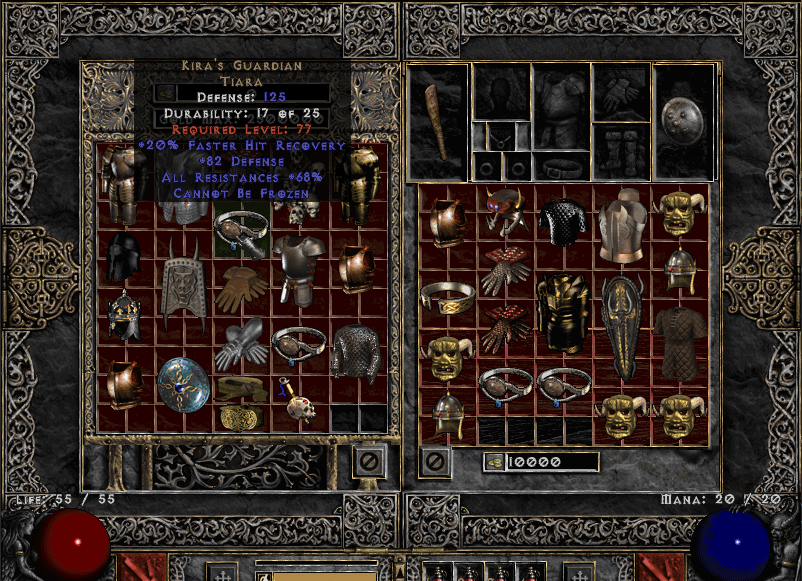 Kira's Guardian
Tiara
Defense: 125
Durability: 17 of 25
Required Level: 77
+20% Faster Hit Recovery
+82 Defense
All Resistances +68%
Cannot Be Frozen
10000
Life: 55 / 55
Mana: 20 / 20